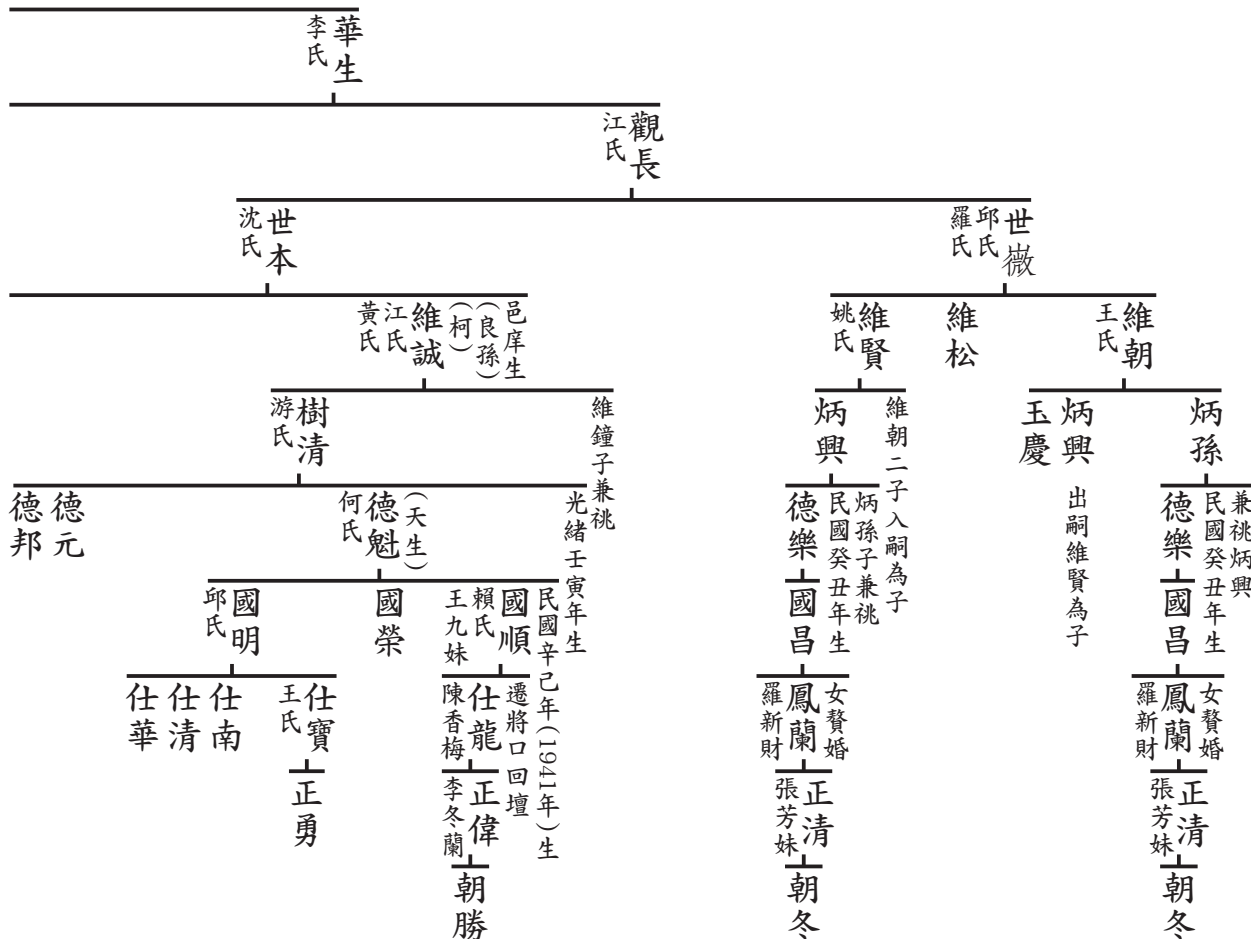 華生
李氏
觀長
江氏
世㣲
邱氏
羅氏
世本
沈氏
維朝
王氏
維松
維賢
姚氏
邑庠生
(良孫)
(柯)
維誠
江氏
黃氏
炳孫
炳興
出嗣維賢為子
玉慶
維朝二子入嗣為子
炳興
維鐘子兼祧
樹清
游氏
兼祧炳興
民國癸丑年生
德樂
炳孫子兼祧
民國癸丑年生
德樂
光緒壬寅年生
(天生)
德魁
何氏
德元
德邦
國昌
國昌
民國辛己年(1941年)生
國順
賴氏
王九妹
國榮
國明
邱氏
女贅婚
鳳蘭
羅新財
女贅婚
鳳蘭
羅新財
遷將口回壇
仕龍
陳香梅
仕寶
王氏
仕南
仕清
仕華
正清
張芳妹
正清
張芳妹
正偉
李冬蘭
正勇
朝冬
朝冬
朝勝